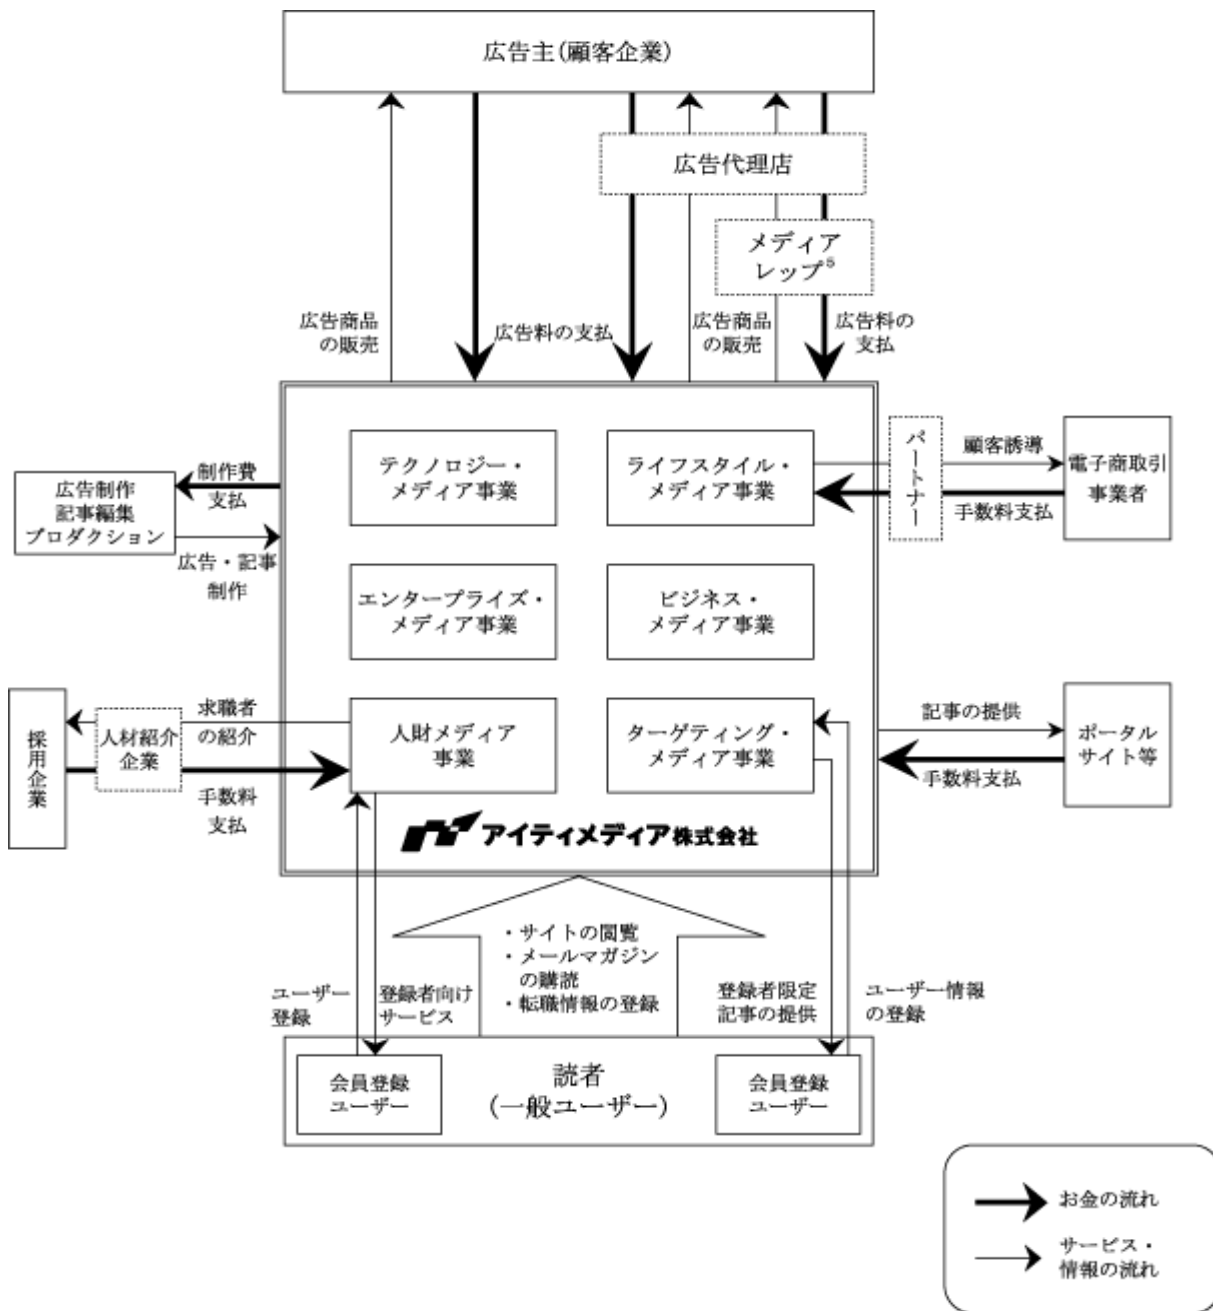 広告主(顧客企業)
広告代理店
メディア
レップ⁵
広告商品
の販売
広告料の支払
広告商品
の販売
広告料の
支払
テクノロジー・
メディア事業
ライフスタイル・
メディア事業
パートナー
顧客誘導
手数料支払
電子商取引
事業者
制作費
支払
広告制作
記事編集
プロダクション
広告・記事
制作
エンタープライズ・
メディア事業
ビジネス・
メディア事業
採用企業
人材紹介
企業
求職者
の紹介
手数料
支払
人財メディア
事業
ターゲティング・
メディア事業
記事の提供
手数料支払
ポータル
サイト等
アイティメディア株式会社
・サイトの閲覧
・メールマガジン
の購読
・転職情報の登録
ユーザー
登録
登録者向け
サービス
登録者限定
記事の提供
ユーザー情報
の登録
会員登録
ユーザー
読者
(一般ユーザー)
会員登録
ユーザー
お金の流れ
サービス・
情報の流れ